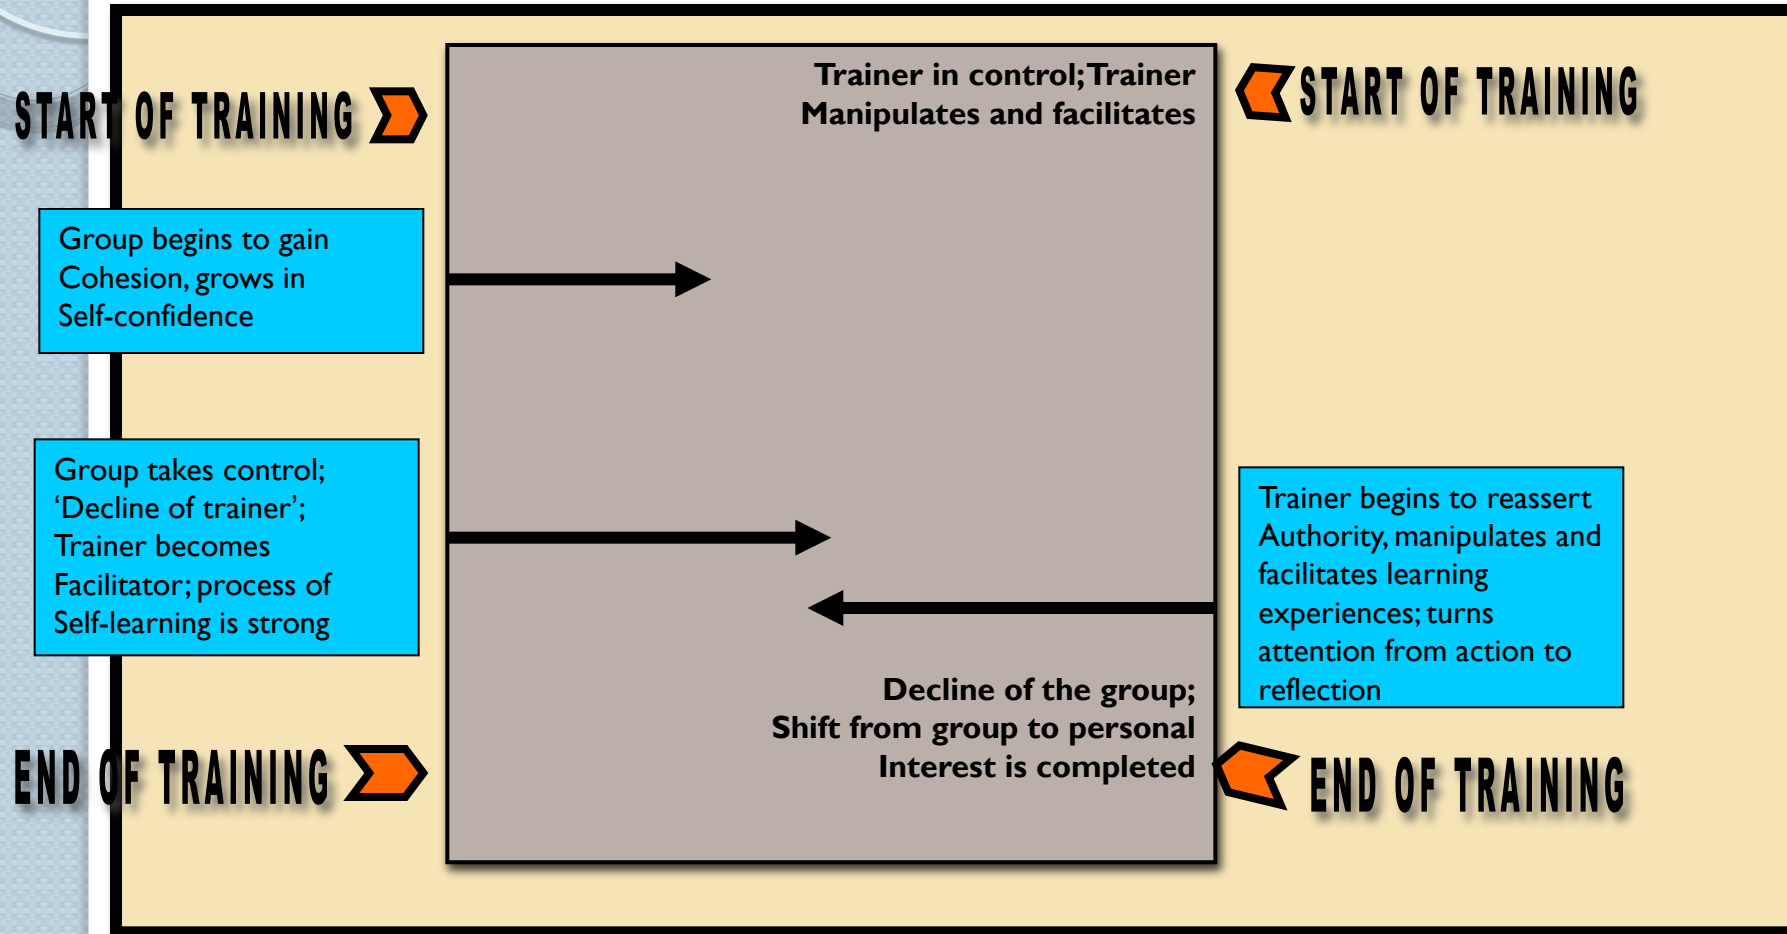 START OF TRAINING
Trainer in control; Trainer
Manipulates and facilitates
START OF TRAINING
Group begins to gain
Cohesion, grows in
Self-confidence
Group takes control;
‘Decline of trainer’;
Trainer becomes
Facilitator; process of
Self-learning is strong
Trainer begins to reassert
Authority, manipulates and
facilitates learning
experiences; turns
attention from action to
reflection
Decline of the group;
Shift from group to personal
Interest is completed
END OF TRAINING
END OF TRAINING